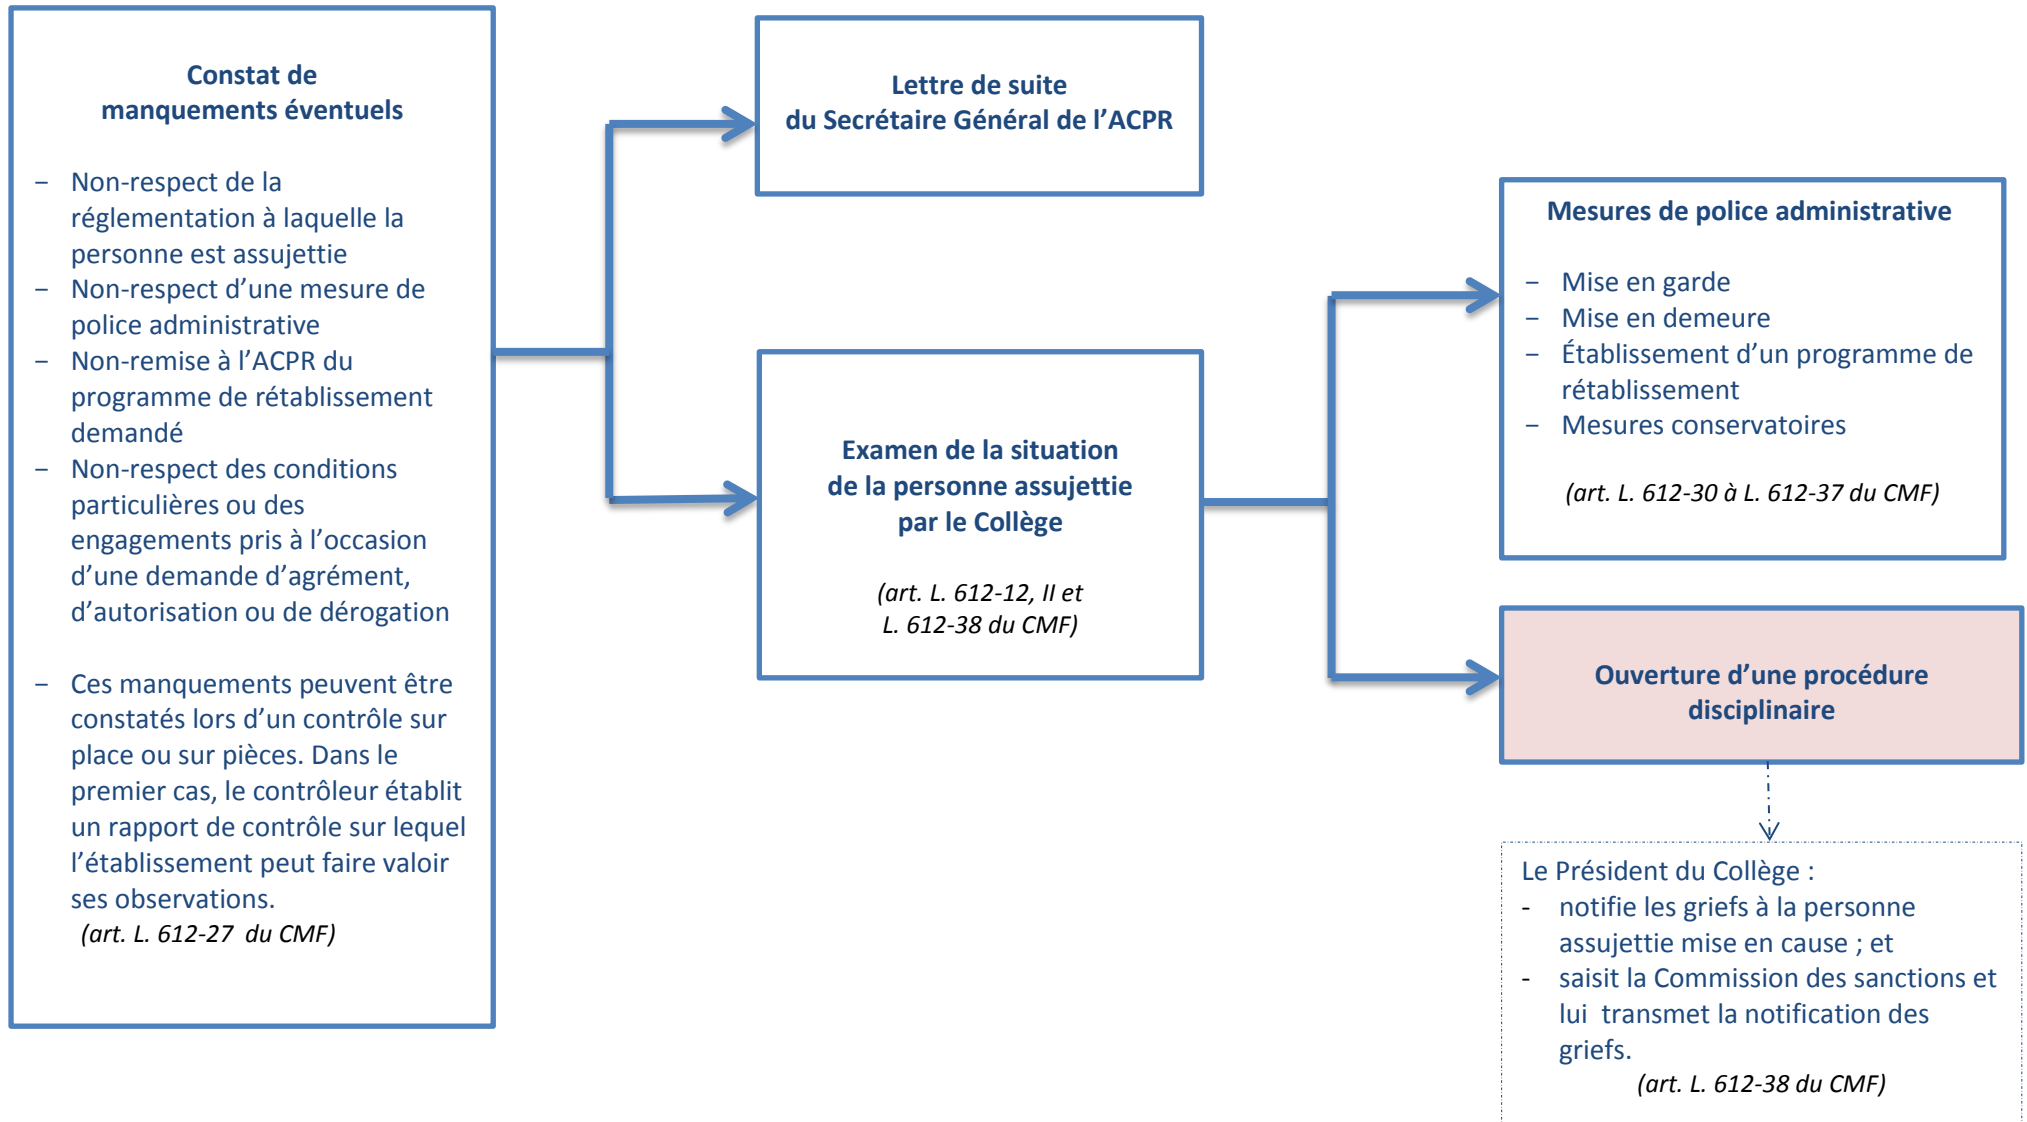 Constat de
manquements éventuels
− Non-respect de la
réglementation à laquelle la
personne est assujettie
− Non-respect d’une mesure de
police administrative
− Non-remise à l’ACPR du
programme de rétablissement
demandé
− Non-respect des conditions
particulières ou des
engagements pris à l’occasion
d’une demande d’agrément,
d’autorisation ou de dérogation
− Ces manquements peuvent être
constatés lors d’un contrôle sur
place ou sur pièces. Dans le
premier cas, le contrôleur établit
un rapport de contrôle sur lequel
l’établissement peut faire valoir
ses observations.
(art. L. 612-27 du CMF)
Lettre de suite
du Secrétaire Général de l’ACPR
Examen de la situation
de la personne assujettie
par le Collège
(art. L. 612-12, II et
L. 612-38 du CMF)
Mesures de police administrative
− Mise en garde
− Mise en demeure
− Établissement d’un programme de
rétablissement
− Mesures conservatoires
(art. L. 612-30 à L. 612-37 du CMF)
Ouverture d’une procédure
disciplinaire
Le Président du Collège :
- notifie les griefs à la personne
assujettie mise en cause ; et
- saisit la Commission des sanctions et
lui transmet la notification des
griefs.
(art. L. 612-38 du CMF)